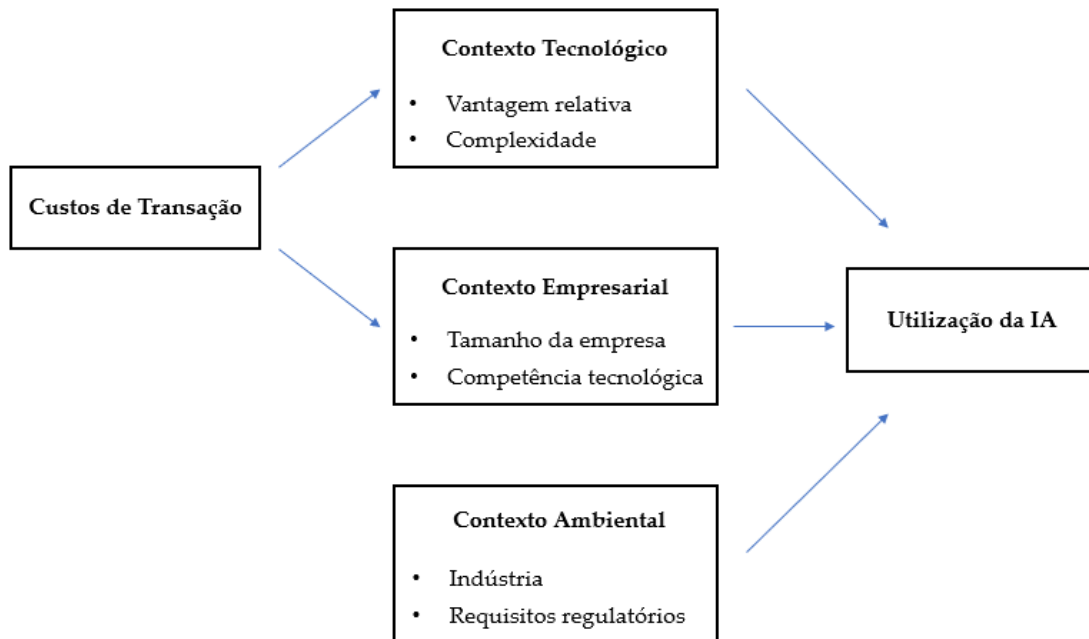 Contexto Tecnológico
• Vantagem relativa
• Complexidade
Custos de Transação
Contexto Empresarial
• Tamanho da empresa
• Competência tecnológica
Utilização da IA
Contexto Ambiental
• Indústria
• Requisitos regulatórios